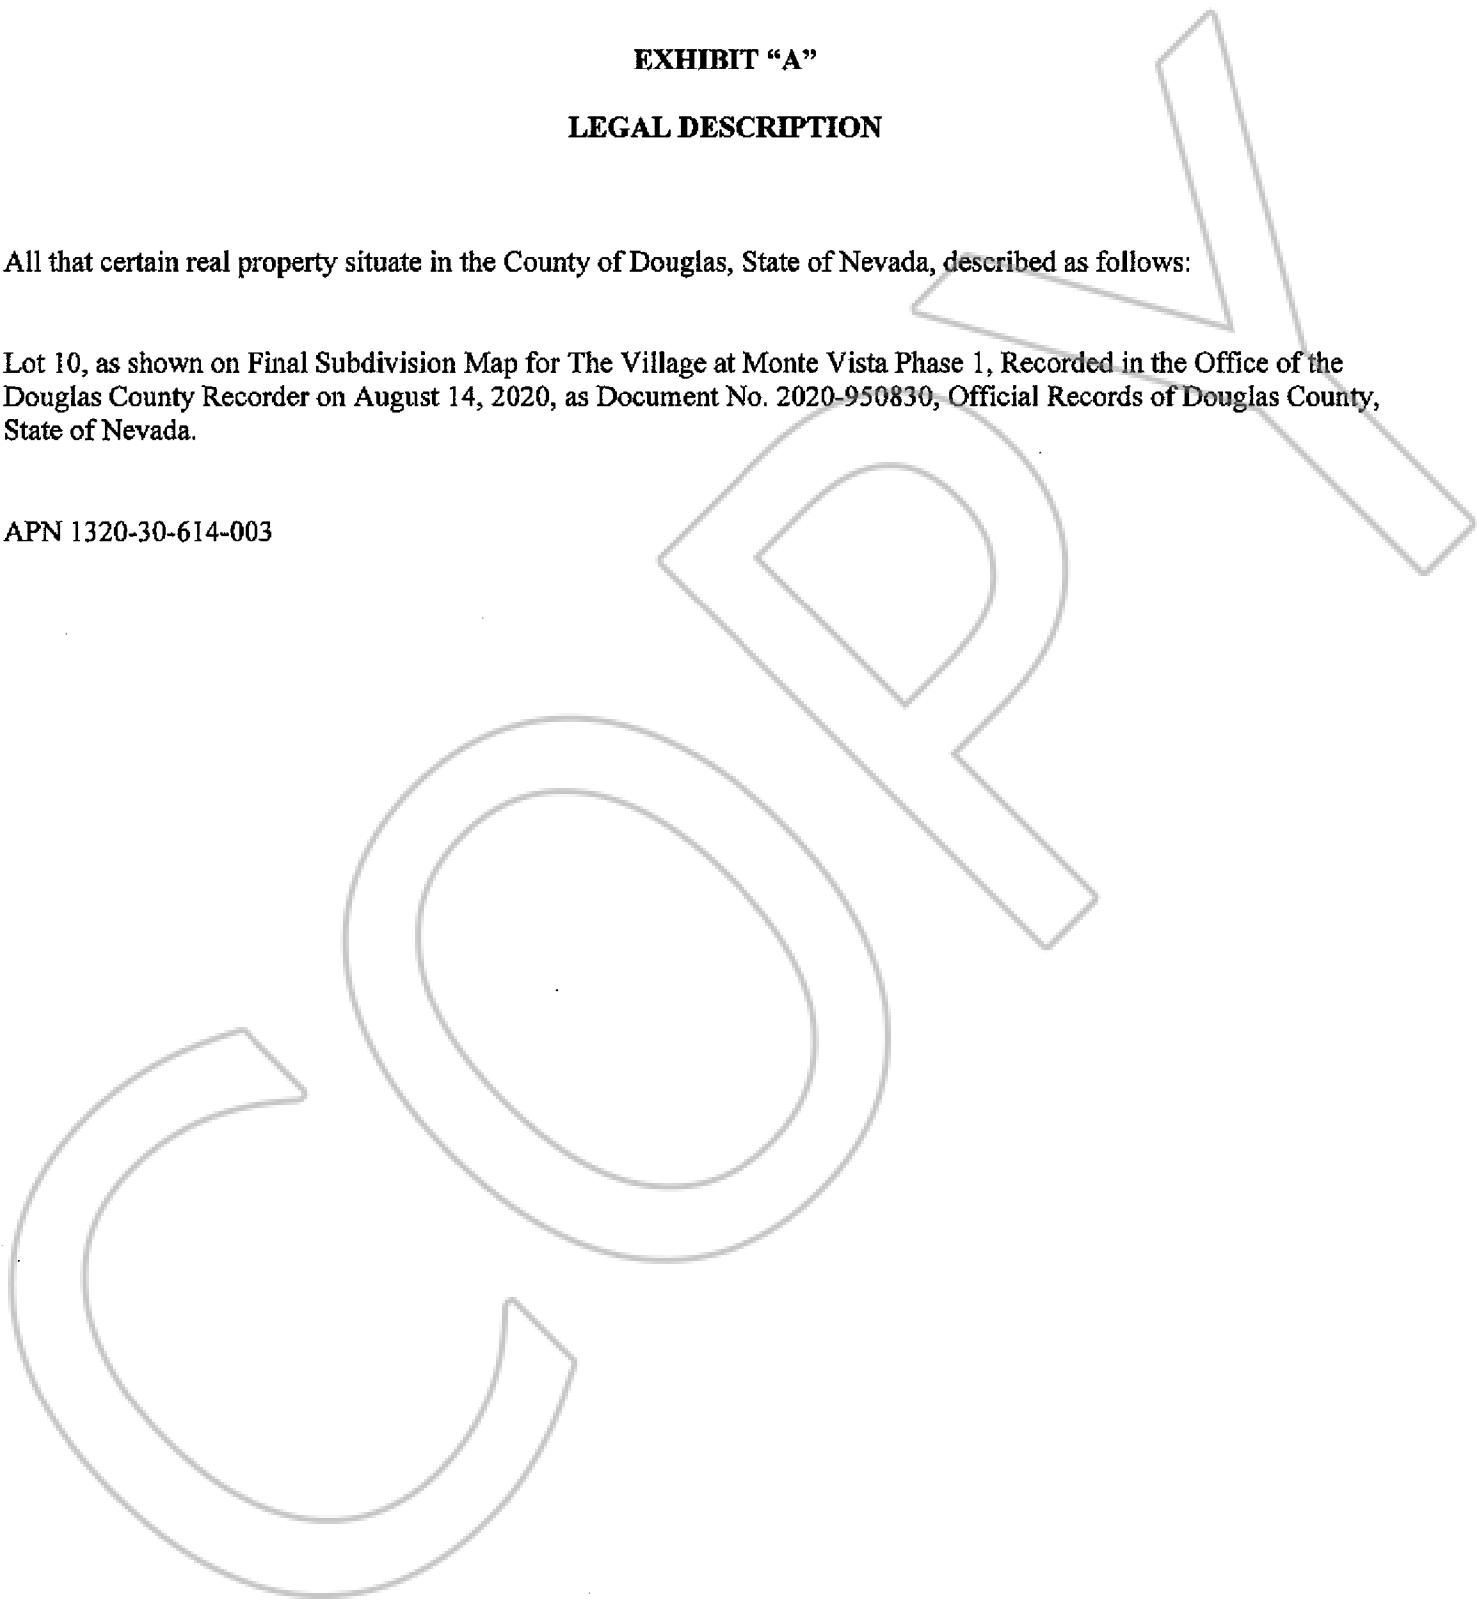 EXHIBIT “A”
LEGAL DESCRIPTION
All that certain real property situate in the County of Douglas, State of Nevada, described as follows:
Lot 10, as shown on Final Subdivision Map for The Village at Monte Vista Phase 1, Recorded in the Office of the
Douglas County Recorder on August 14, 2020, as Document No. 2020-950830, Official Records of Douglas County,
State of Nevada.
APN 1320-30-614-003
COPY